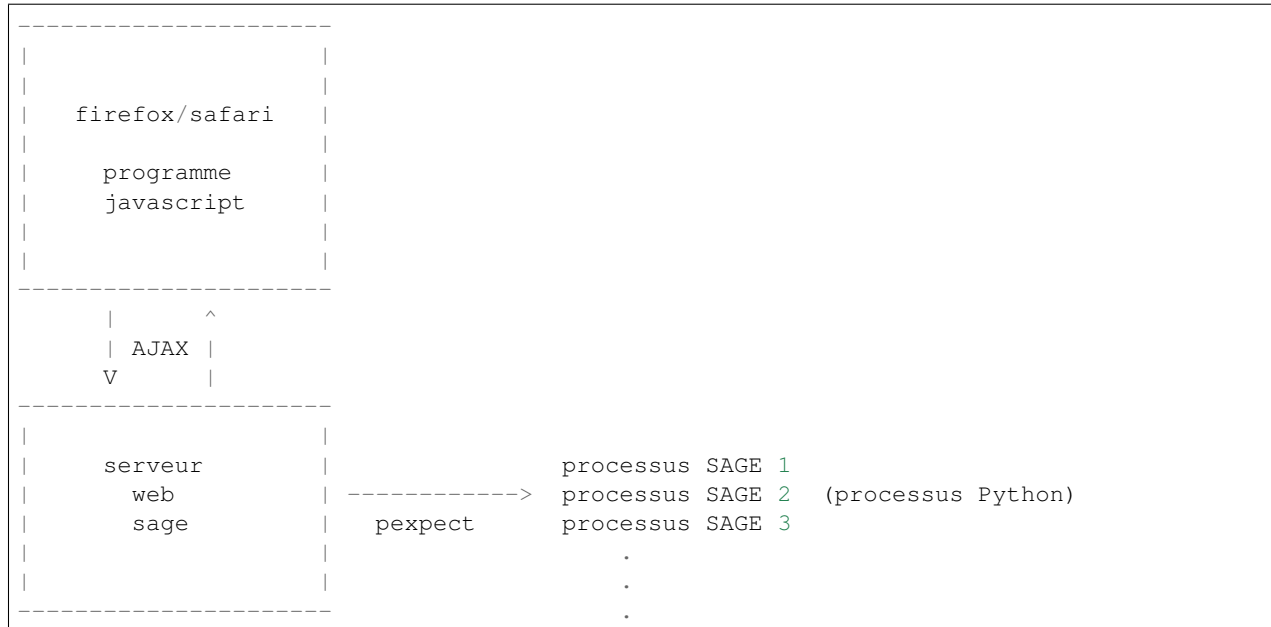 ----------------------
|                    |
|                    |
|   firefox/safari   |
|                    |
|     programme      |
|     javascript     |
|                    |
|                    |
----------------------
      |      ^
      | AJAX |
      V      |
----------------------
|                    |
|     serveur        |                processus SAGE 1
|       web          | ------------>  processus SAGE 2  (processus Python)
|       sage         |   pexpect      processus SAGE 3
|                    |                    .
|                    |                    .
----------------------                    .